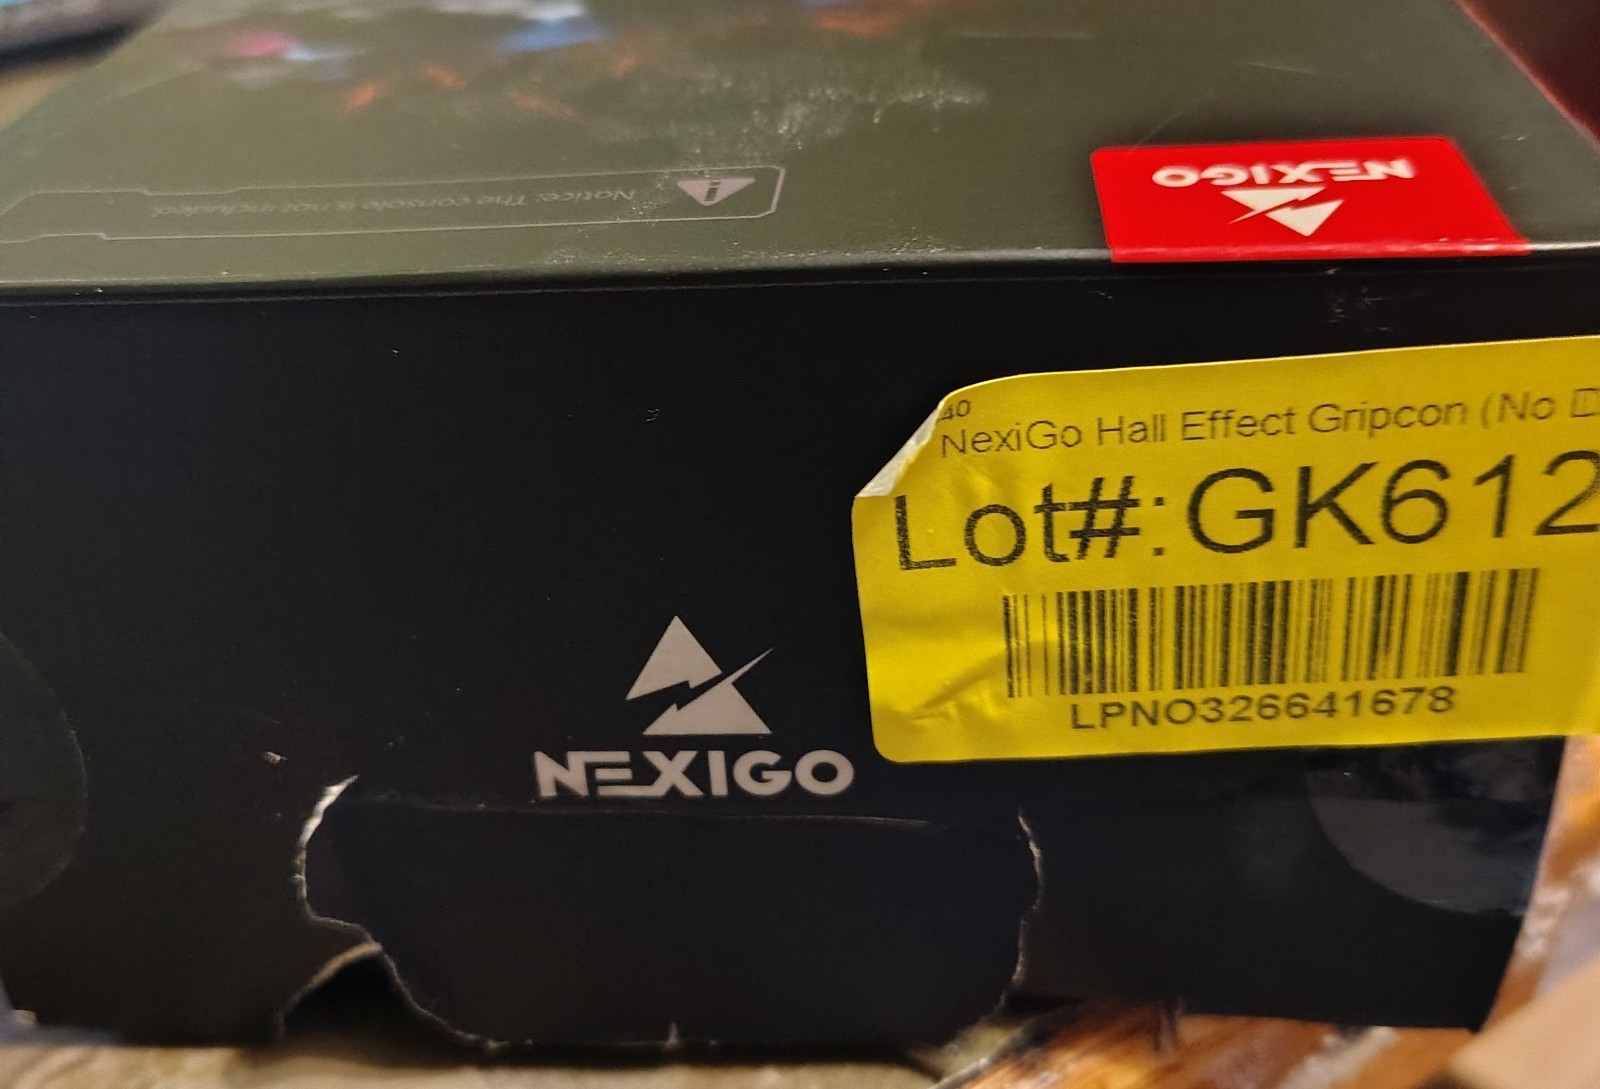 Notice: The console is not included.
NEXIGO
40
NexiGo Hall Effect Gripcon (No D
Lot#: GK612
LPNO326641678
NEXIGO